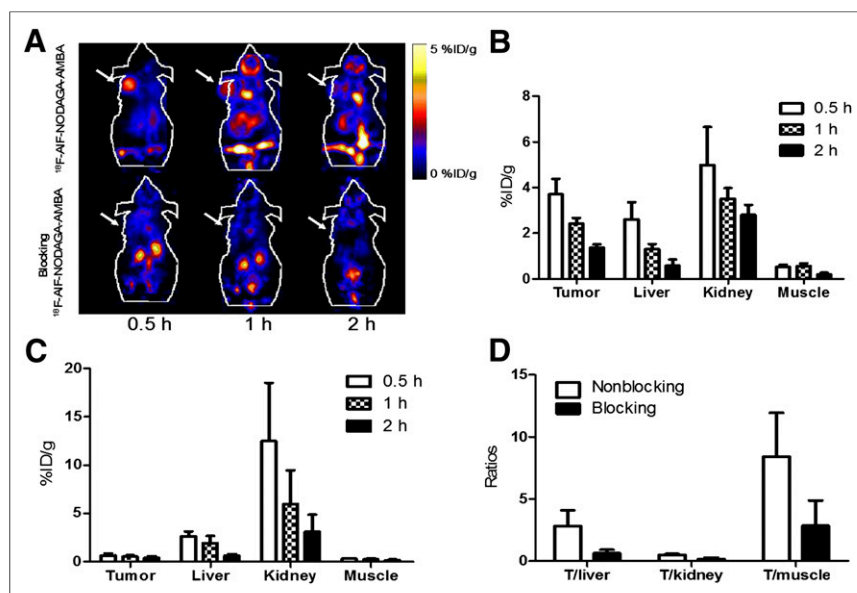 A
¹⁸F-AlF-NODAGA-AMBA
Blocking
¹⁸F-AlF-NODAGA-AMBA
0.5 h 1 h 2 h
5 %ID/g
0 %ID/g
B
%ID/g
8
6
4
2
0
0.5 h
1 h
2 h
Tumor Liver Kidney Muscle
C
%ID/g
20
15
10
5
0
0.5 h
1 h
2 h
Tumor Liver Kidney Muscle
D
Ratios
15
10
5
0
Nonblocking
Blocking
T/liver T/kidney T/muscle